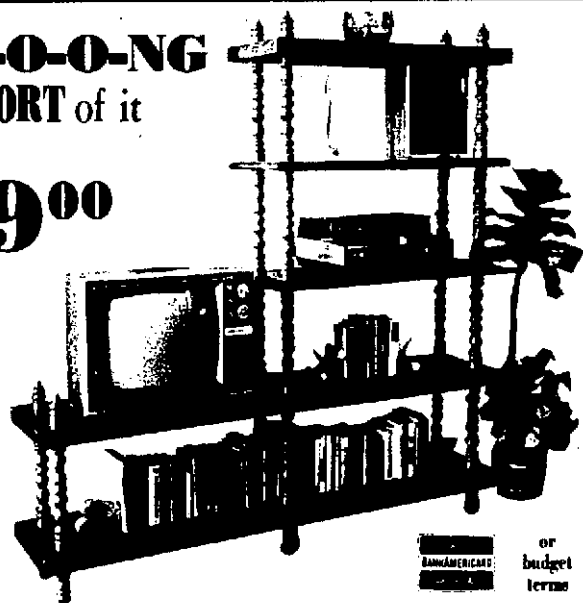 -O-O-NG
ORT of it
9⁰⁰
or
BANKAMERICARD
budget
terms